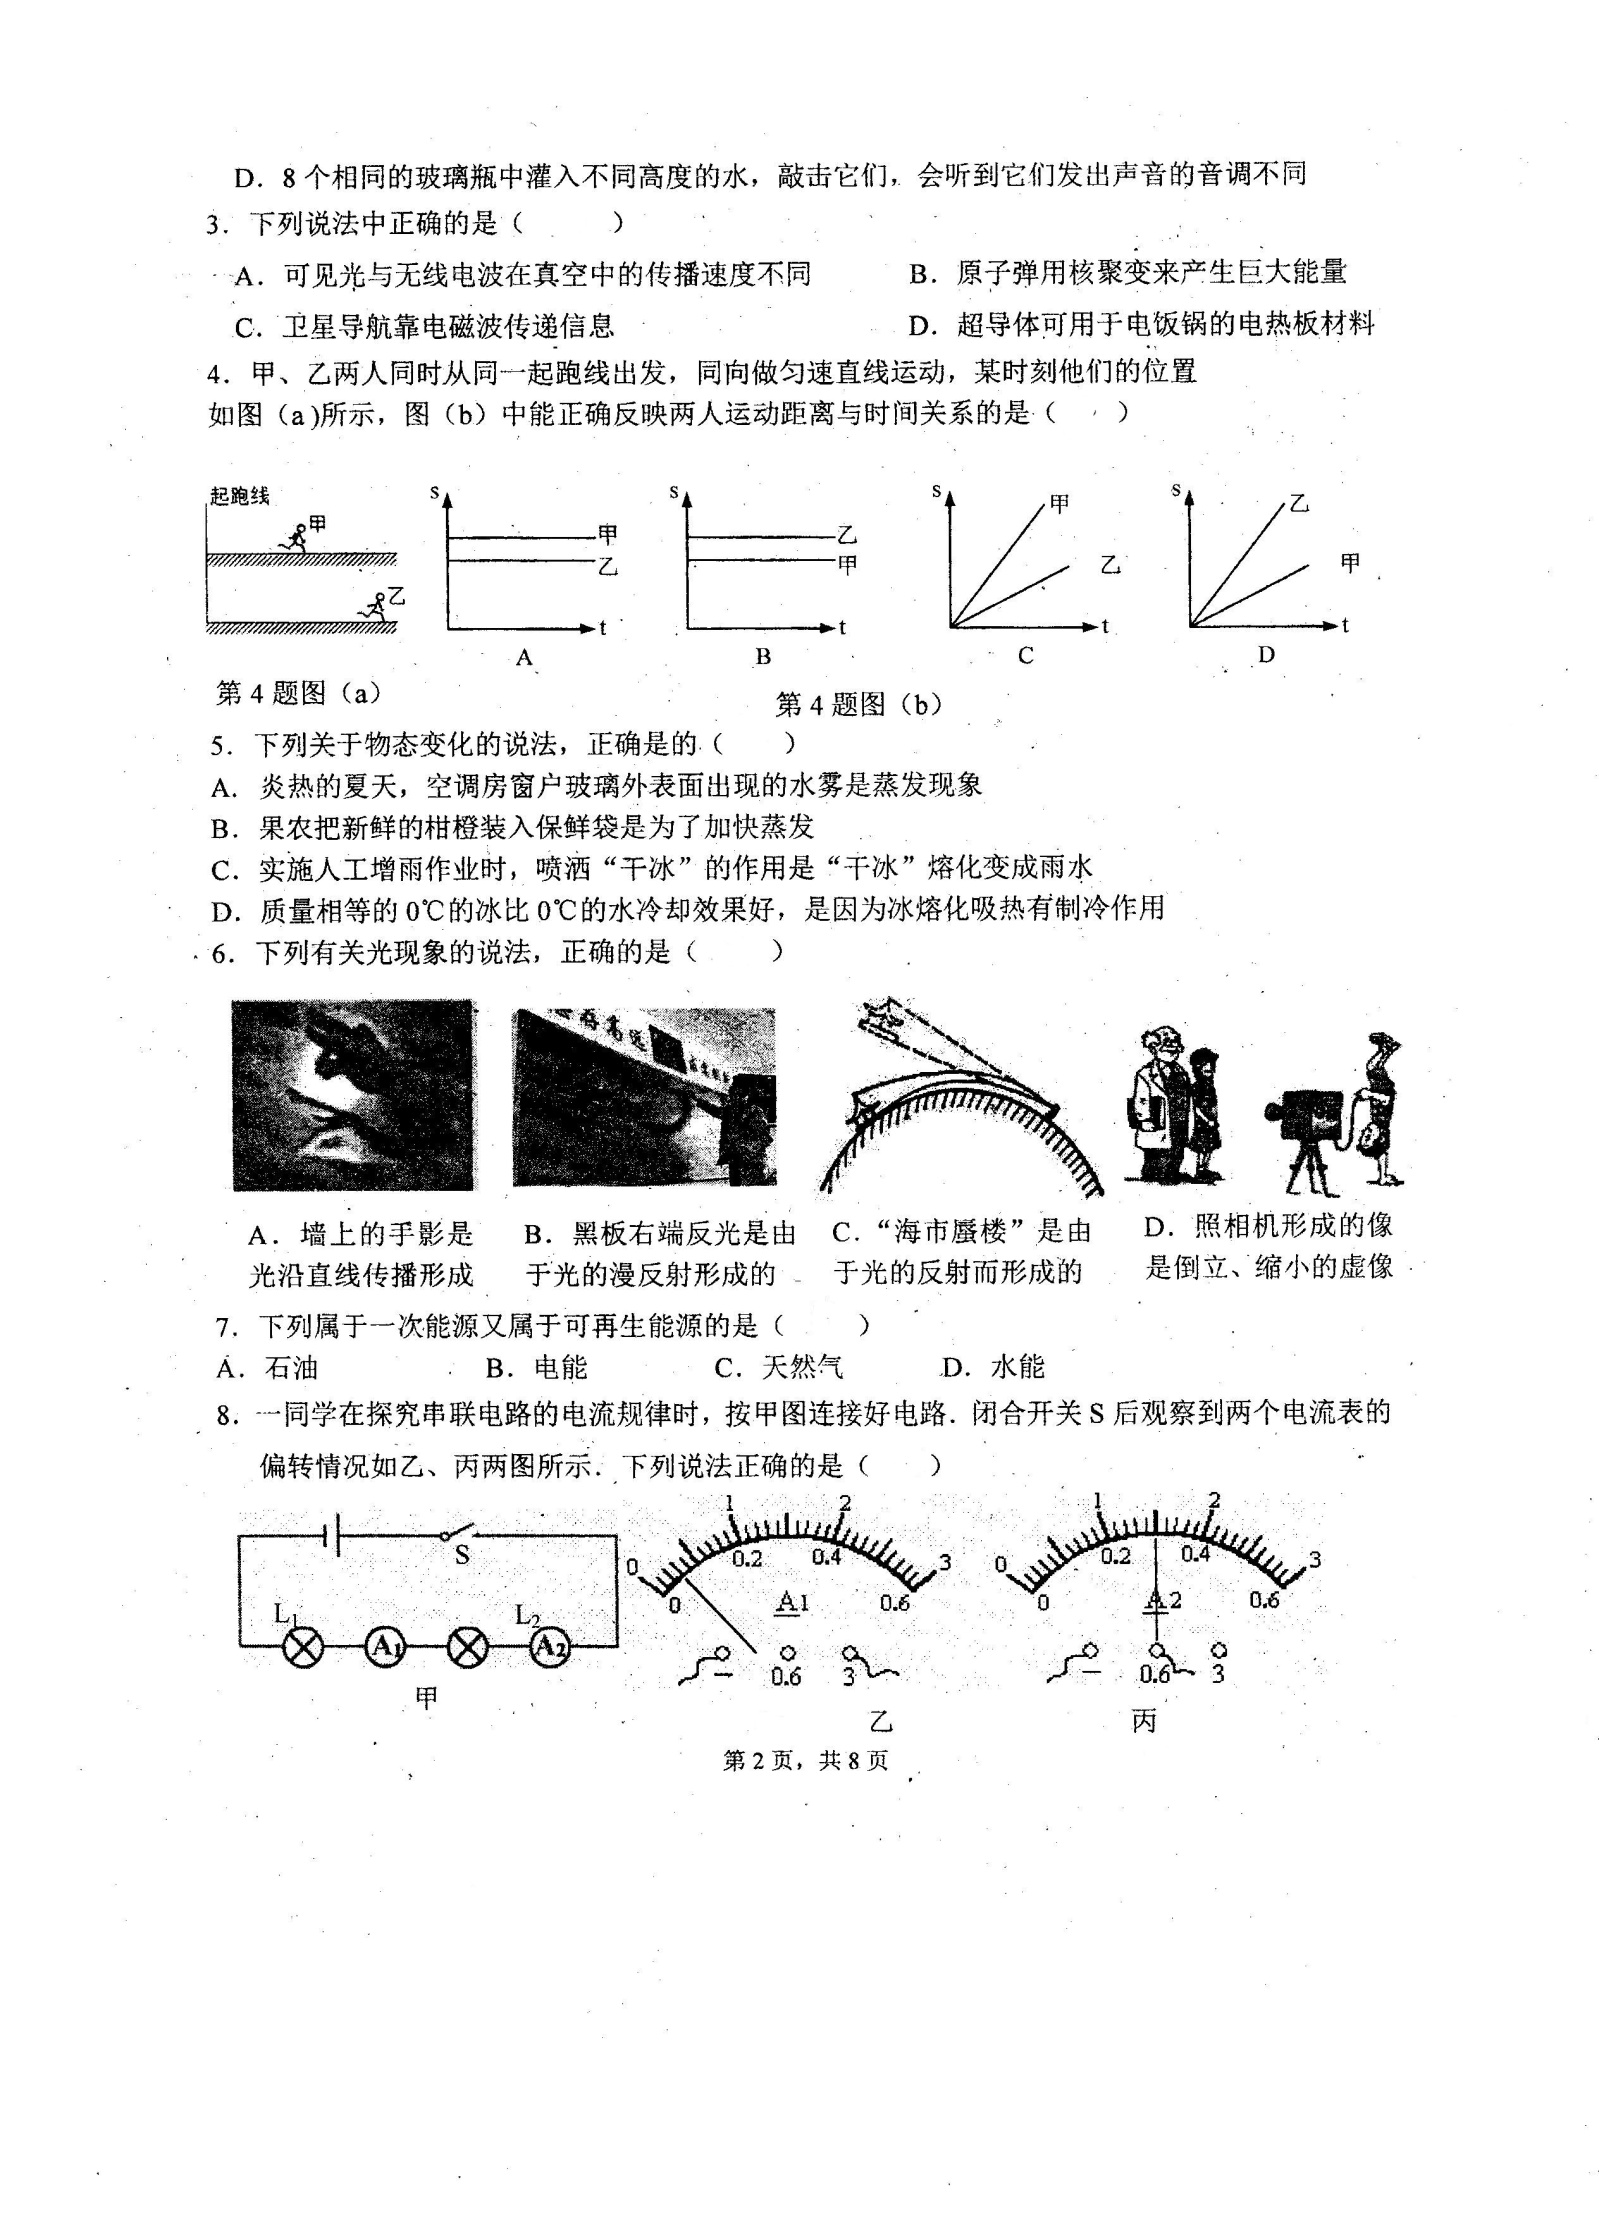 D．8个相同的玻璃瓶中灌入不同高度的水，敲击它们，会听到它们发出声音的音调不同
3．下列说法中正确的是（　　）
A．可见光与无线电波在真空中的传播速度不同　B．原子弹用核聚变来产生巨大能量
C．卫星导航靠电磁波传递信息　D．超导体可用于电饭锅的电热板材料
4．甲、乙两人同时从同一起跑线出发，同向做匀速直线运动，某时刻他们的位置
如图（a)所示，图（b）中能正确反映两人运动距离与时间关系的是（　　）
起跑线 甲 乙
s 甲 乙 t A
s 乙 甲 t B
s 甲 乙 t C
s 乙 甲 t D
第4题图（a）
第4题图（b）
5．下列关于物态变化的说法，正确是的（　　）
A．炎热的夏天，空调房窗户玻璃外表面出现的水雾是蒸发现象
B．果农把新鲜的柑橙装入保鲜袋是为了加快蒸发
C．实施人工增雨作业时，喷洒“干冰”的作用是“干冰”熔化变成雨水
D．质量相等的0℃的冰比0℃的水冷却效果好，是因为冰熔化吸热有制冷作用
6．下列有关光现象的说法，正确的是（　　）
A．墙上的手影是
光沿直线传播形成
B．黑板右端反光是由
于光的漫反射形成的
C．“海市蜃楼”是由
于光的反射而形成的
D．照相机形成的像
是倒立、缩小的虚像
7．下列属于一次能源又属于可再生能源的是（　　）
A．石油　B．电能　C．天然气　D．水能
8．一同学在探究串联电路的电流规律时，按甲图连接好电路．闭合开关S后观察到两个电流表的
偏转情况如乙、丙两图所示．下列说法正确的是（　　）
S
L1 A1 L2 A2
甲
0 1 2 3
0 0.2 0.4 0.6
A1
− 0.6 3
乙
0 1 2 3
0 0.2 0.4 0.6
A2
− 0.6 3
丙
第2页，共8页